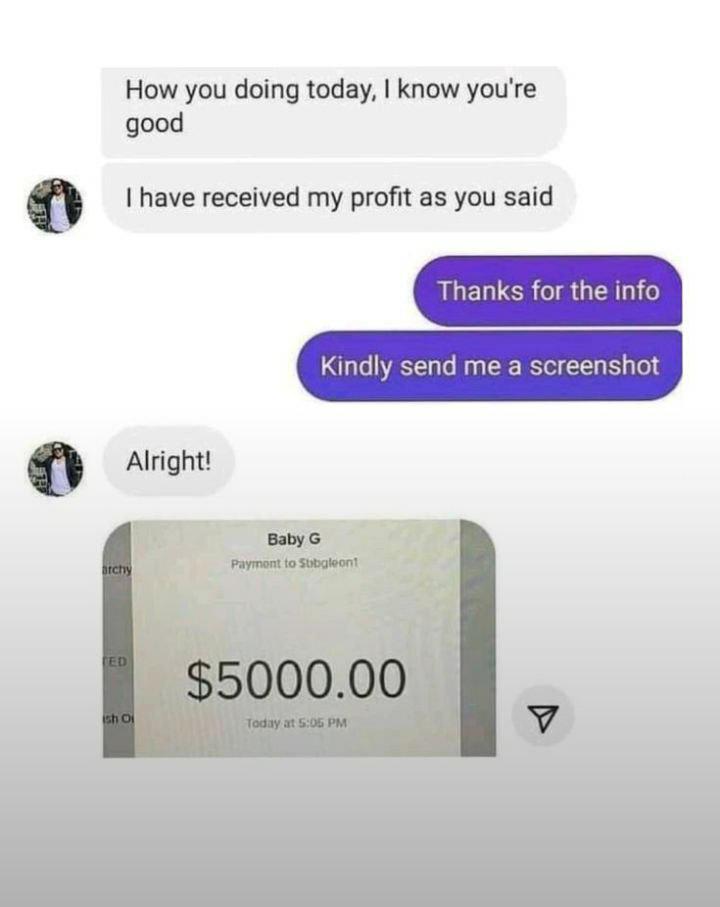 How you doing today, I know you're
good
I have received my profit as you said
Thanks for the info
Kindly send me a screenshot
Alright!
Baby G
Payment to
archy
TED
$5000.00
ish Ou
Today at 5:05 PM